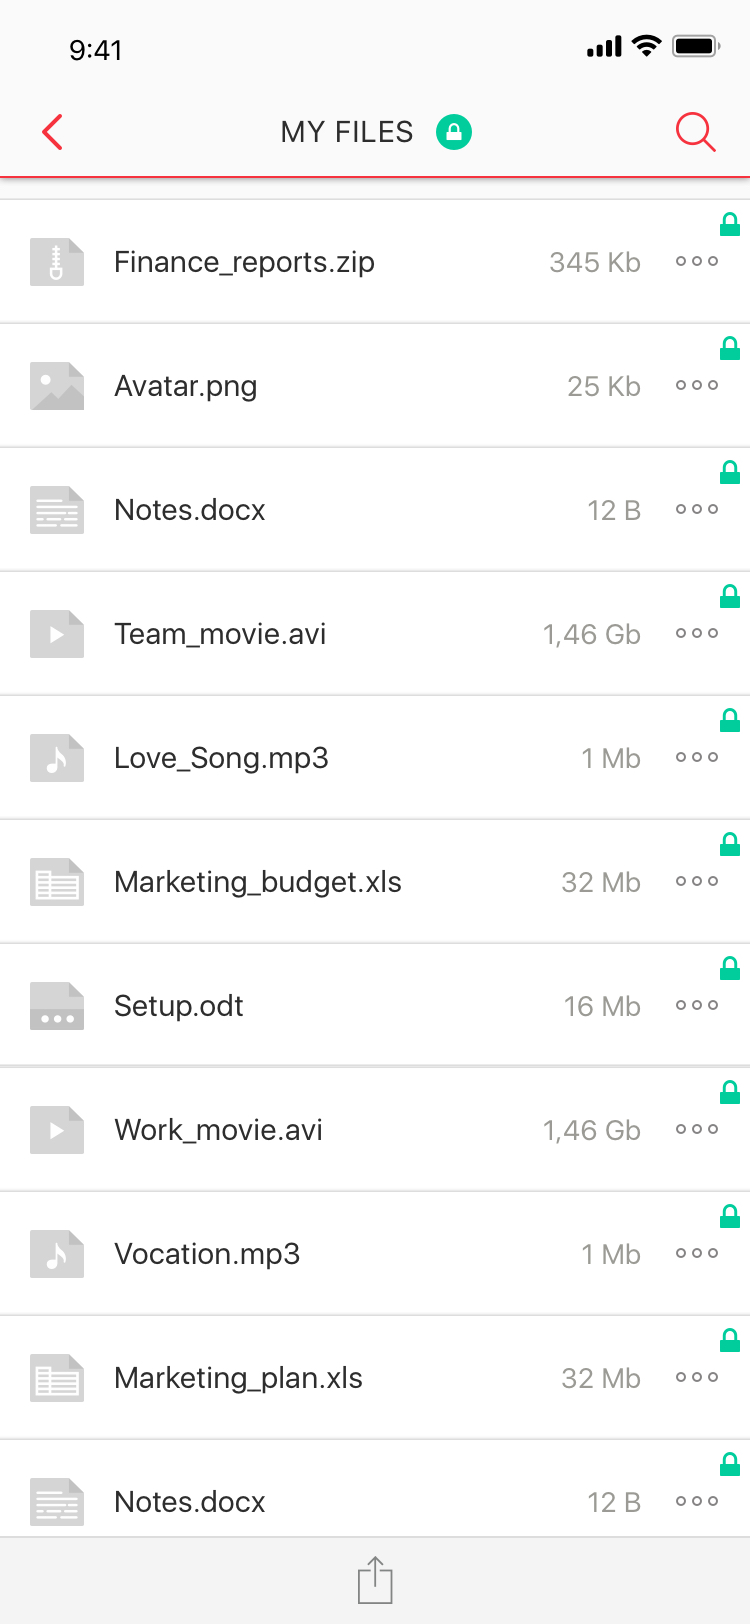 9:41
MY FILES
Finance_reports.zip 345 Kb
Avatar.png 25 Kb
Notes.docx 12 B
Team_movie.avi 1,46 Gb
Love_Song.mp3 1 Mb
Marketing_budget.xls 32 Mb
Setup.odt 16 Mb
Work_movie.avi 1,46 Gb
Vocation.mp3 1 Mb
Marketing_plan.xls 32 Mb
Notes.docx 12 B